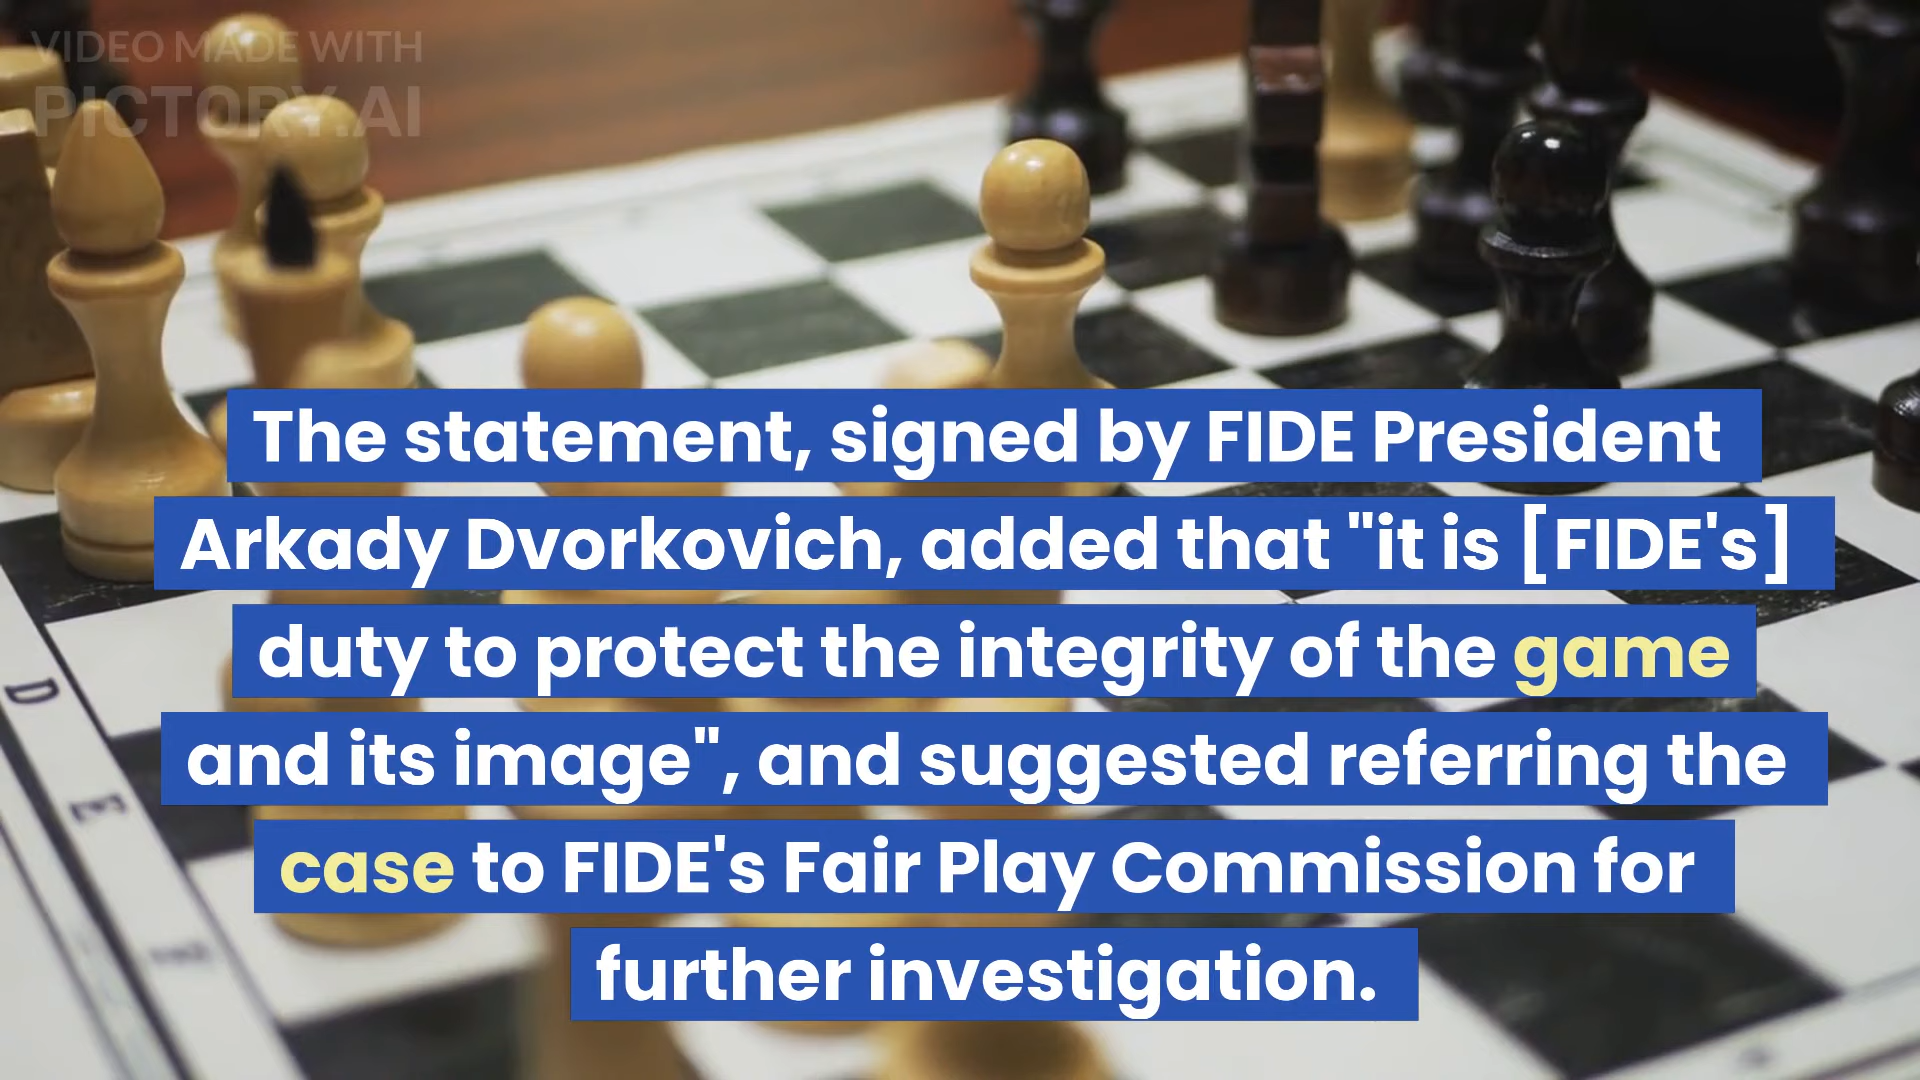 VIDEO MADE WITH
PICTORY.AI
The statement, signed by FIDE President
Arkady Dvorkovich, added that "it is [FIDE's]
duty to protect the integrity of the game
and its image", and suggested referring the
case to FIDE's Fair Play Commission for
further investigation.
D
E
F